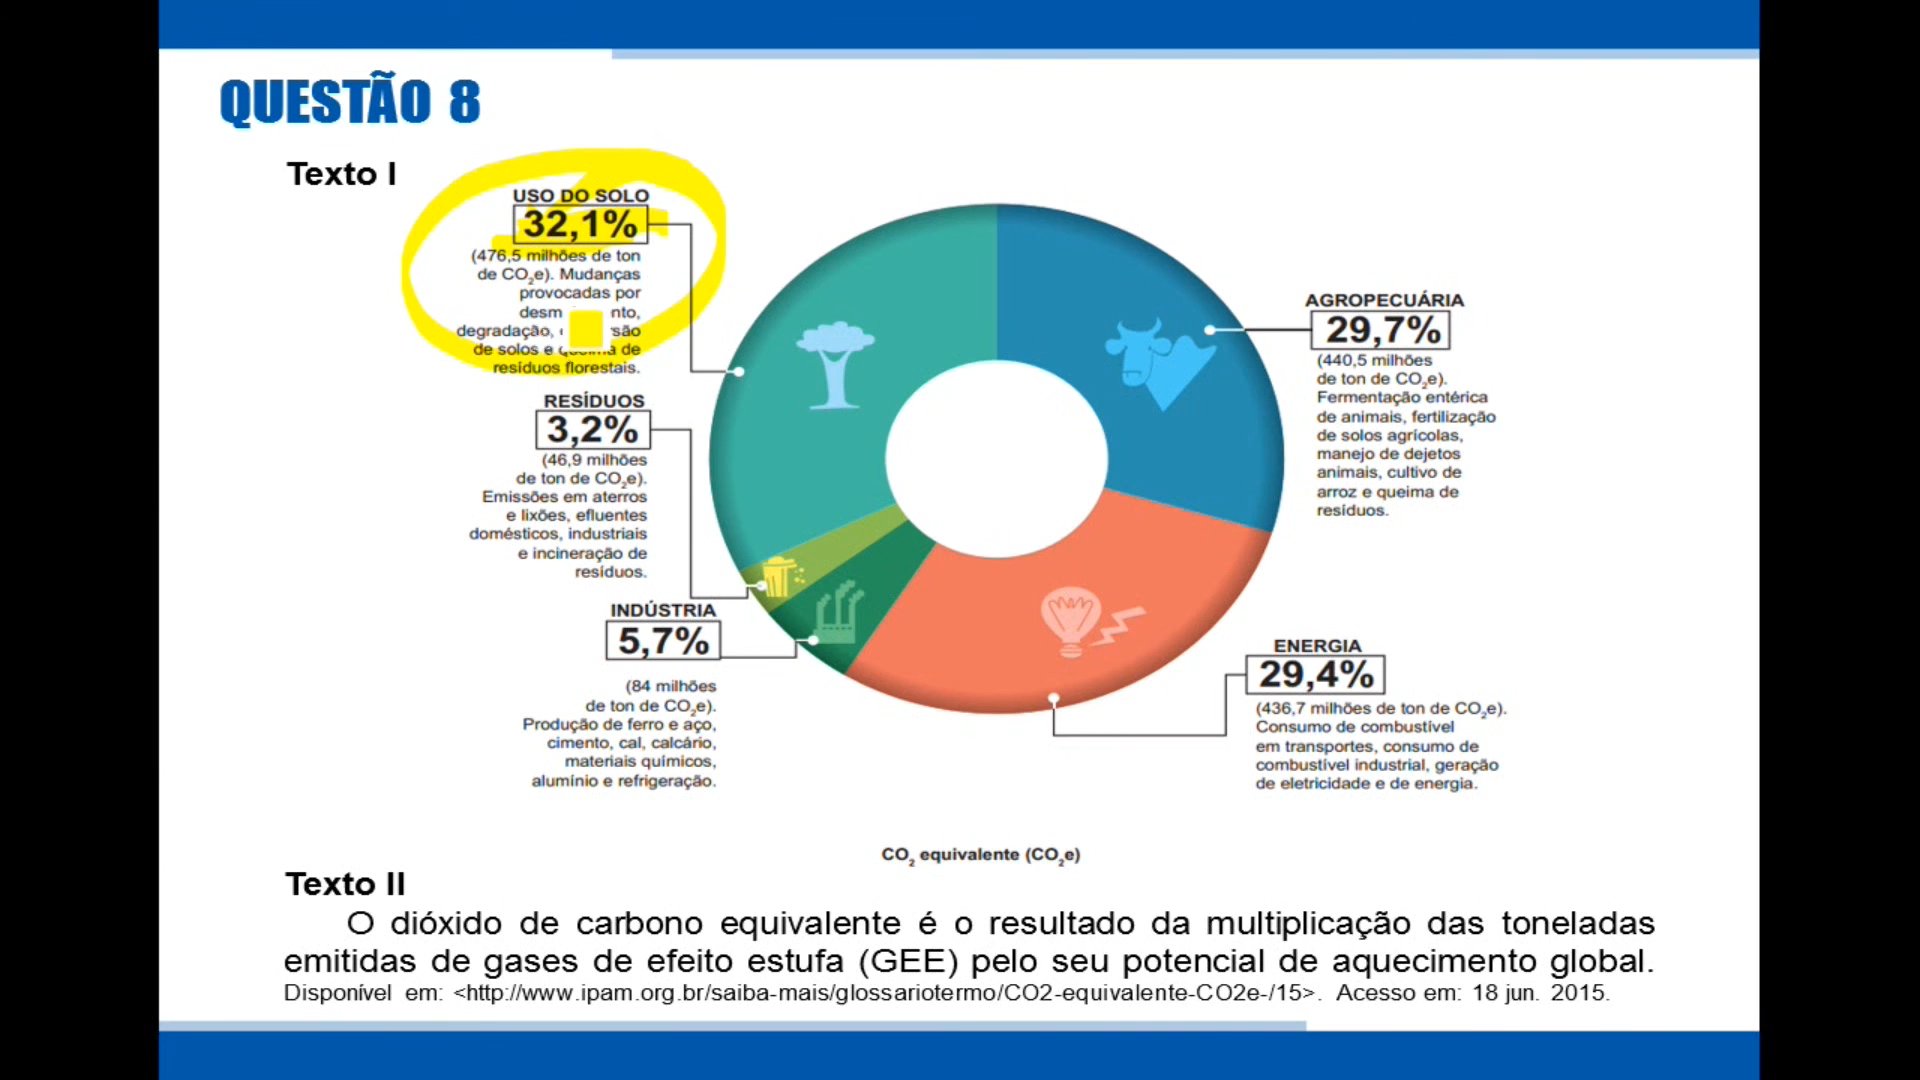 QUESTÃO 8
Texto I
USO DO SOLO
32,1%
(476,5 milhões de ton
de CO₂e). Mudanças
provocadas por
degradação,
de solos e de
resíduos florestais.
RESÍDUOS
3,2%
(46,9 milhões
de ton de CO₂e).
Emissões em aterros
e lixões, efluentes
domésticos, industriais
e incineração de
resíduos.
INDÚSTRIA
5,7%
(84 milhões
de ton de CO₂e).
Produção de ferro e aço,
cimento, cal, calcário,
materiais químicos,
alumínio e refrigeração.
AGROPECUÁRIA
29,7%
(440,5 milhões
de ton de CO₂e).
Fermentação entérica
de animais, fertilização
de solos agrícolas,
manejo de dejetos
animais, cultivo de
arroz e queima de
resíduos.
ENERGIA
29,4%
(436,7 milhões de ton de CO₂e).
Consumo de combustível
em transportes, consumo de
combustível industrial, geração
de eletricidade e de energia.
CO₂ equivalente (CO₂e)
Texto II
O dióxido de carbono equivalente é o resultado da multiplicação das toneladas
emitidas de gases de efeito estufa (GEE) pelo seu potencial de aquecimento global.
Disponível em: <http://www.ipam.org.br/saiba-mais/glossariotermo/CO2-equivalente-CO2e-/15>. Acesso em: 18 jun. 2015.